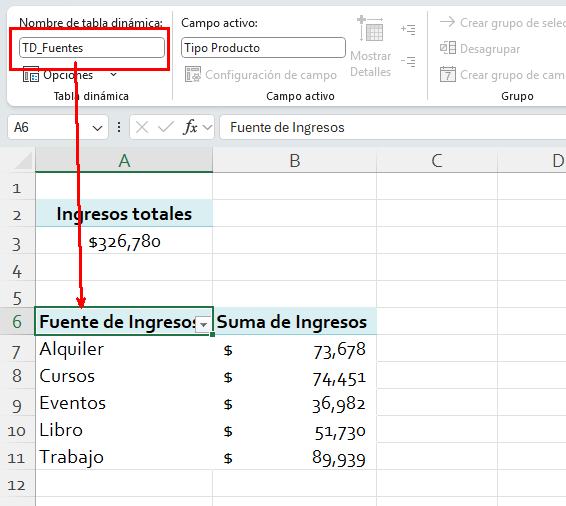 Nombre de tabla dinámica:
TD_Fuentes
Opciones
Tabla dinámica
Campo activo:
Tipo Producto
Configuración de campo
Mostrar
Detalles
Campo activo
Crear grupo de selec
Desagrupar
Crear grupo de cam
Grupo
A6
fx
Fuente de Ingresos
A B C D
1
2 Ingresos totales
3 $326,780
4
5
6 Fuente de Ingresos Suma de Ingresos
7 Alquiler $ 73,678
8 Cursos $ 74,451
9 Eventos $ 36,982
10 Libro $ 51,730
11 Trabajo $ 89,939
12